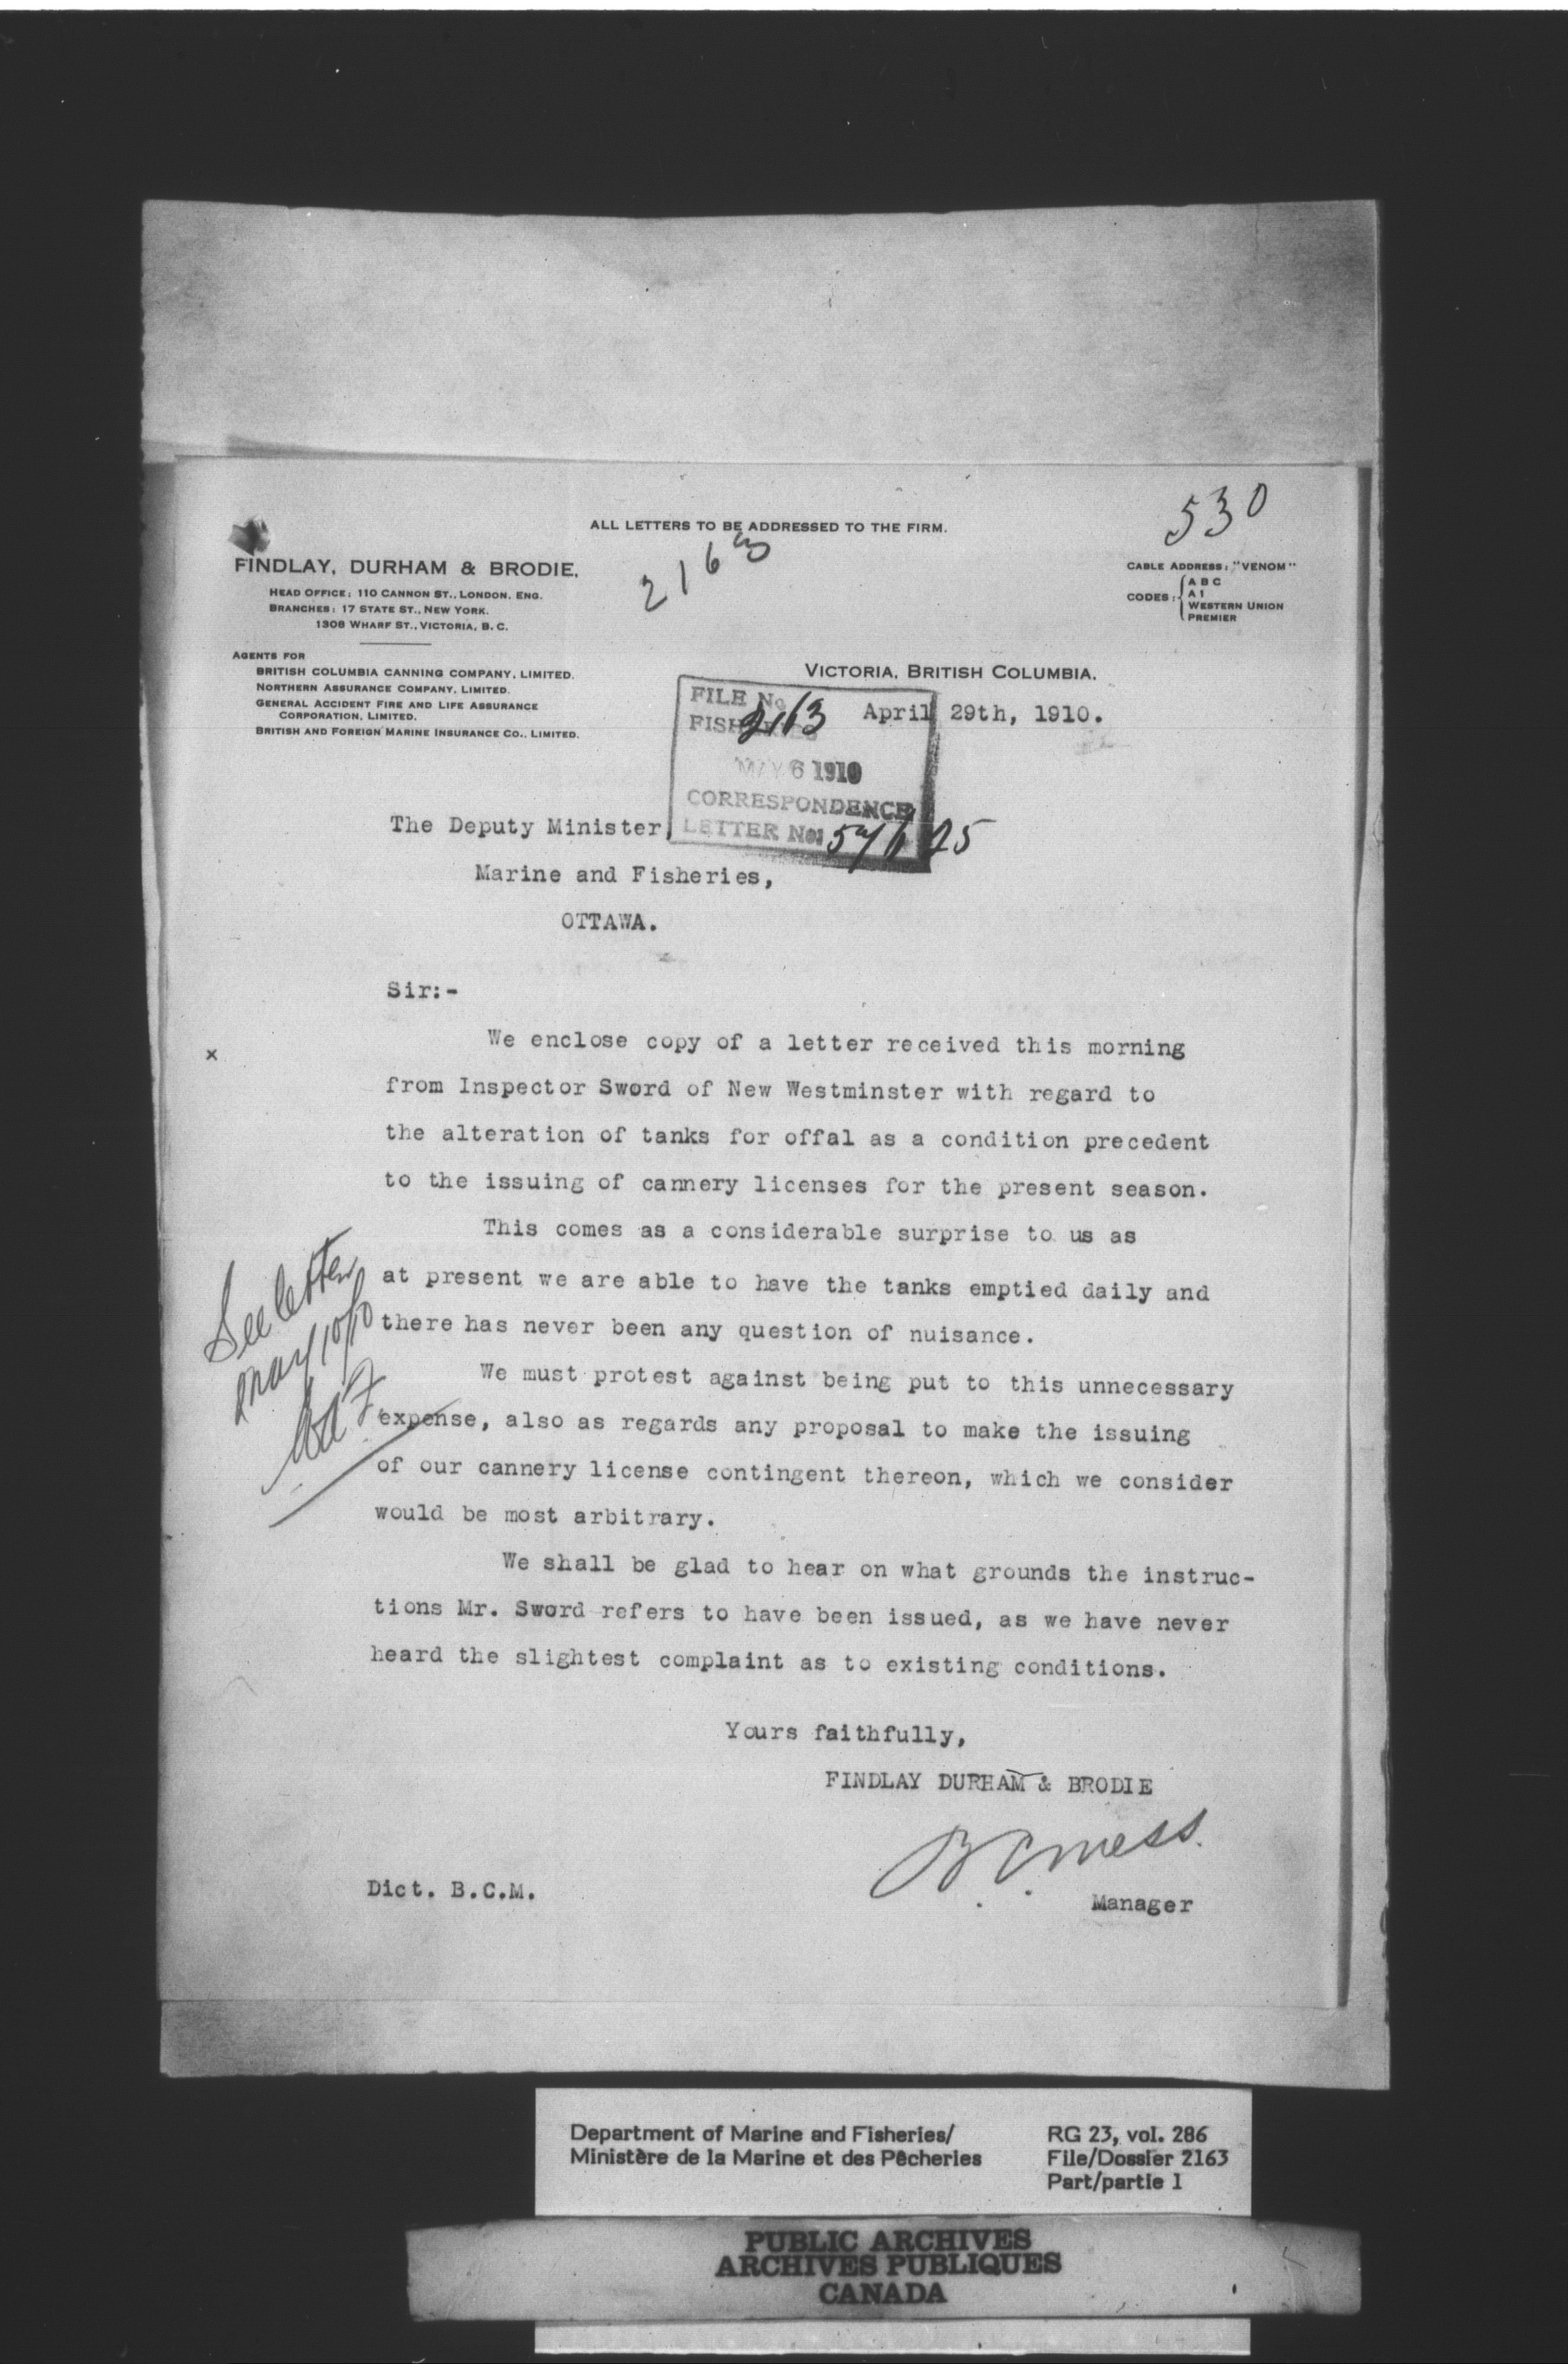 530
ALL LETTERS TO BE ADDRESSED TO THE FIRM.
2163
FINDLAY, DURHAM & BRODIE.
HEAD OFFICE: 110 CANNON ST., LONDON, ENG.
BRANCHES: 17 STATE ST., NEW YORK.
1308 WHARF ST., VICTORIA, B. C.
CABLE ADDRESS: "VENOM"
CODES: A B C
A 1
WESTERN UNION
PREMIER
AGENTS FOR
BRITISH COLUMBIA CANNING COMPANY, LIMITED.
NORTHERN ASSURANCE COMPANY, LIMITED.
GENERAL ACCIDENT FIRE AND LIFE ASSURANCE
CORPORATION, LIMITED.
BRITISH AND FOREIGN MARINE INSURANCE CO., LIMITED.
VICTORIA, BRITISH COLUMBIA.
April 29th, 1910.
FILE No
FISHERIES 2163
MAY 6 1910
CORRESPONDENCE
LETTER No:
The Deputy Minister,
Marine and Fisheries,
OTTAWA.
Sir:-
x
We enclose copy of a letter received this morning
from Inspector Sword of New Westminster with regard to
the alteration of tanks for offal as a condition precedent
to the issuing of cannery licenses for the present season.
This comes as a considerable surprise to us as
at present we are able to have the tanks emptied daily and
there has never been any question of nuisance.
See letter
May 10/10
We must protest against being put to this unnecessary
expense, also as regards any proposal to make the issuing
of our cannery license contingent thereon, which we consider
would be most arbitrary.
We shall be glad to hear on what grounds the instruc-
tions Mr. Sword refers to have been issued, as we have never
heard the slightest complaint as to existing conditions.
Yours faithfully,
FINDLAY DURHAM & BRODIE
B C Mess.
Dict. B.C.M.
Manager
Department of Marine and Fisheries/
Ministère de la Marine et des Pêcheries
RG 23, vol. 286
File/Dossier 2163
Part/partie 1
PUBLIC ARCHIVES
ARCHIVES PUBLIQUES
CANADA